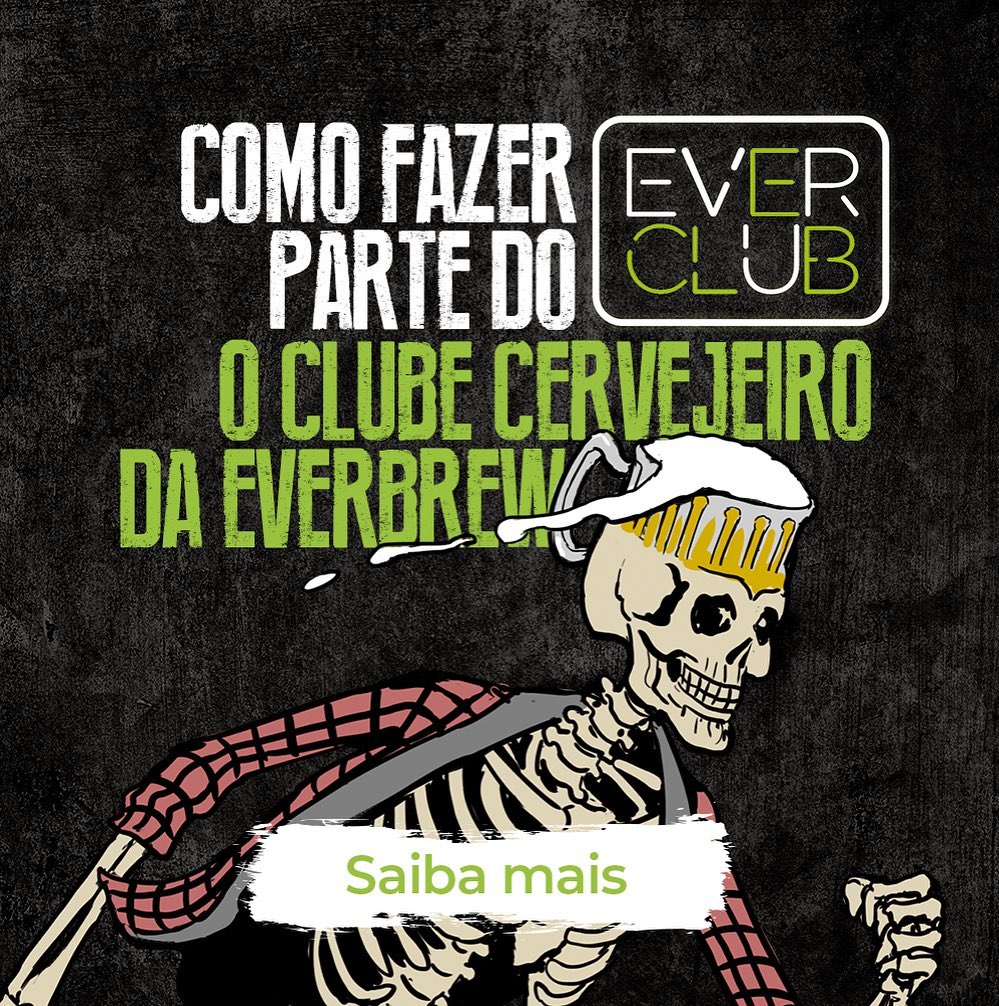 COMO FAZER
PARTE DO
EVER
CLUB
O CLUBE CERVEJEIRO
DA EVERBREW
Saiba mais